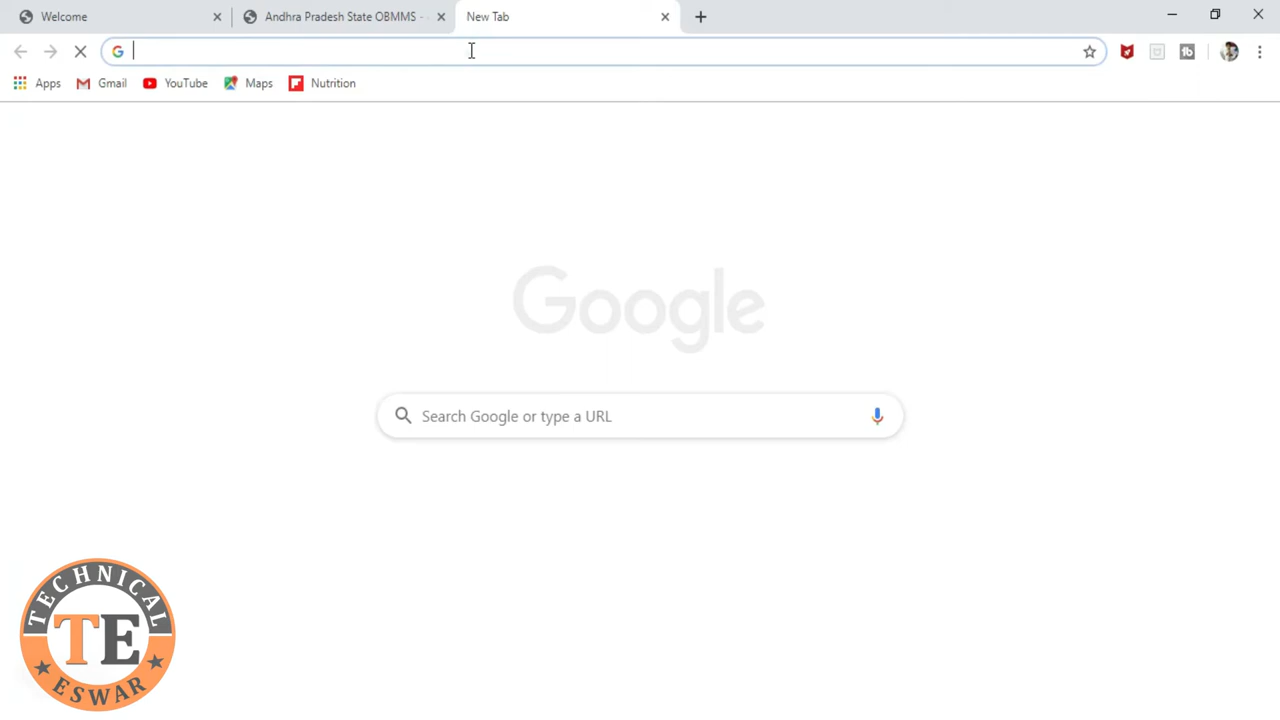 Welcome
Andhra Pradesh State OBMMS -
New Tab
G
Apps
Gmail
YouTube
Maps
Nutrition
Google
Search Google or type a URL
TECHNICAL
TE
ESWAR